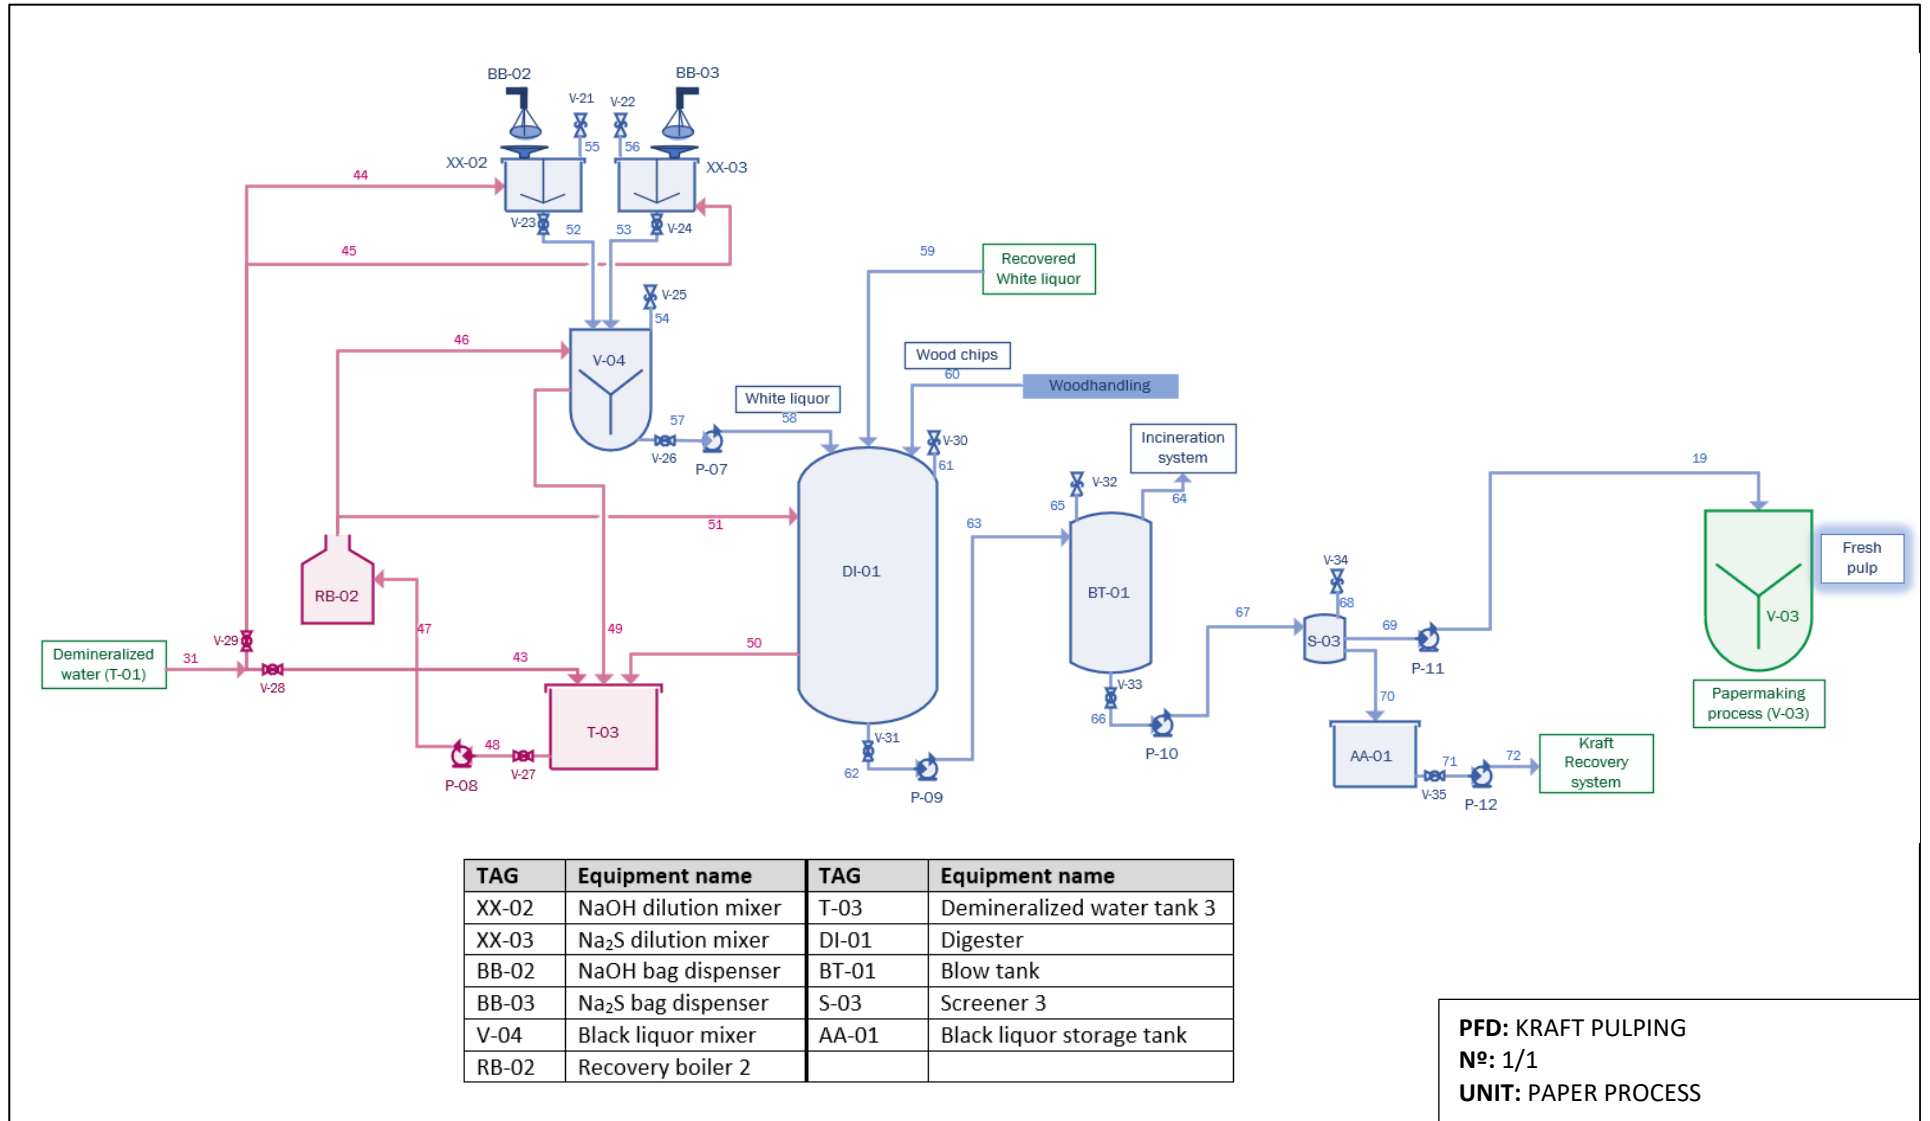 BB-02
BB-03
V-21
V-22
55
56
XX-02
XX-03
44
V-23
52
53
V-24
45
59
Recovered
White liquor
V-25
54
46
V-04
Wood chips
60
Woodhandling
White liquor
57
58
V-26
P-07
V-30
61
Incineration
system
V-32
65
64
19
51
63
DI-01
BT-01
RB-02
V-34
68
Fresh
pulp
V-03
47
49
50
67
69
S-03
P-11
V-29
Demineralized
water (T-01)
31
43
V-28
V-33
66
P-10
70
Papermaking
process (V-03)
T-03
48
V-27
P-08
V-31
62
P-09
AA-01
71
V-35
P-12
72
Kraft
Recovery
system
TAG Equipment name TAG Equipment name
XX-02 NaOH dilution mixer T-03 Demineralized water tank 3
XX-03 Na₂S dilution mixer DI-01 Digester
BB-02 NaOH bag dispenser BT-01 Blow tank
BB-03 Na₂S bag dispenser S-03 Screener 3
V-04 Black liquor mixer AA-01 Black liquor storage tank
RB-02 Recovery boiler 2
PFD: KRAFT PULPING
Nº: 1/1
UNIT: PAPER PROCESS